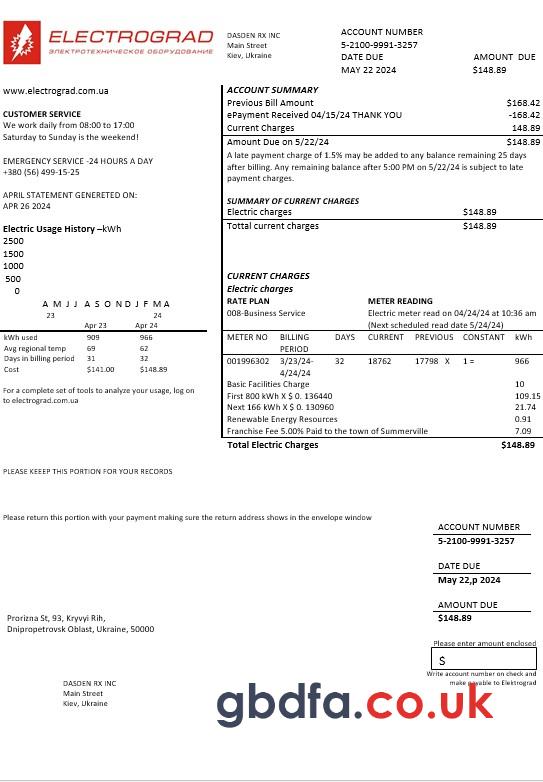 ELECTROGRAD
ЭЛЕКТРОТЕХНИЧЕСКОЕ ОБОРУДОВАНИЕ
DASDEN RX INC
Main Street
Kiev, Ukraine
ACCOUNT NUMBER
5-2100-9991-3257
DATE DUE AMOUNT DUE
MAY 22 2024 $148.89
www.electrograd.com.ua
CUSTOMER SERVICE
We work daily from 08:00 to 17:00
Saturday to Sunday is the weekend!
EMERGENCY SERVICE -24 HOURS A DAY
+380 (56) 499-15-25
APRIL STATEMENT GENERETED ON:
APR 26 2024
Electric Usage History –kWh
2500
1500
1000
500
0
A M J J A S O N D J F M A
23 24
Apr 23 Apr 24
kWh used 909 966
Avg regional temp 69 62
Days in billing period 31 32
Cost $141.00 $148.89
For a complete set of tools to analyze your usage, log on
to electrograd.com.ua
ACCOUNT SUMMARY
Previous Bill Amount $168.42
ePayment Received 04/15/24 THANK YOU -168.42
Current Charges 148.89
Amount Due on 5/22/24 $148.89
A late payment charge of 1.5% may be added to any balance remaining 25 days
after billing. Any remaining balance after 5:00 PM on 5/22/24 is subject to late
payment charges.
SUMMARY OF CURRENT CHARGES
Electric charges $148.89
Tottal current charges $148.89
CURRENT CHARGES
Electric charges
RATE PLAN METER READING
008-Business Service Electric meter read on 04/24/24 at 10:36 am
(Next scheduled read date 5/24/24)
METER NO BILLING DAYS CURRENT PREVIOUS CONSTANT kWh
PERIOD
001996302 3/23/24- 32 18762 17798 X 1 = 966
4/24/24
Basic Facilities Charge 10
First 800 kWh X $ 0. 136440 109.15
Next 166 kWh X $ 0. 130960 21.74
Renewable Energy Resources 0.91
Franchise Fee 5.00% Paid to the town of Summerville 7.09
Total Electric Charges $148.89
PLEASE KEEEP THIS PORTION FOR YOUR RECORDS
Please return this portion with your payment making sure the return address shows in the envelope window
ACCOUNT NUMBER
5-2100-9991-3257
DATE DUE
May 22,p 2024
AMOUNT DUE
$148.89
Prorizna St, 93, Kryvyi Rih,
Dnipropetrovsk Oblast, Ukraine, 50000
Please enter amount enclosed
$
Write account number on check and
make payable to Elektrograd
DASDEN RX INC
Main Street
Kiev, Ukraine
gbdfa.co.uk